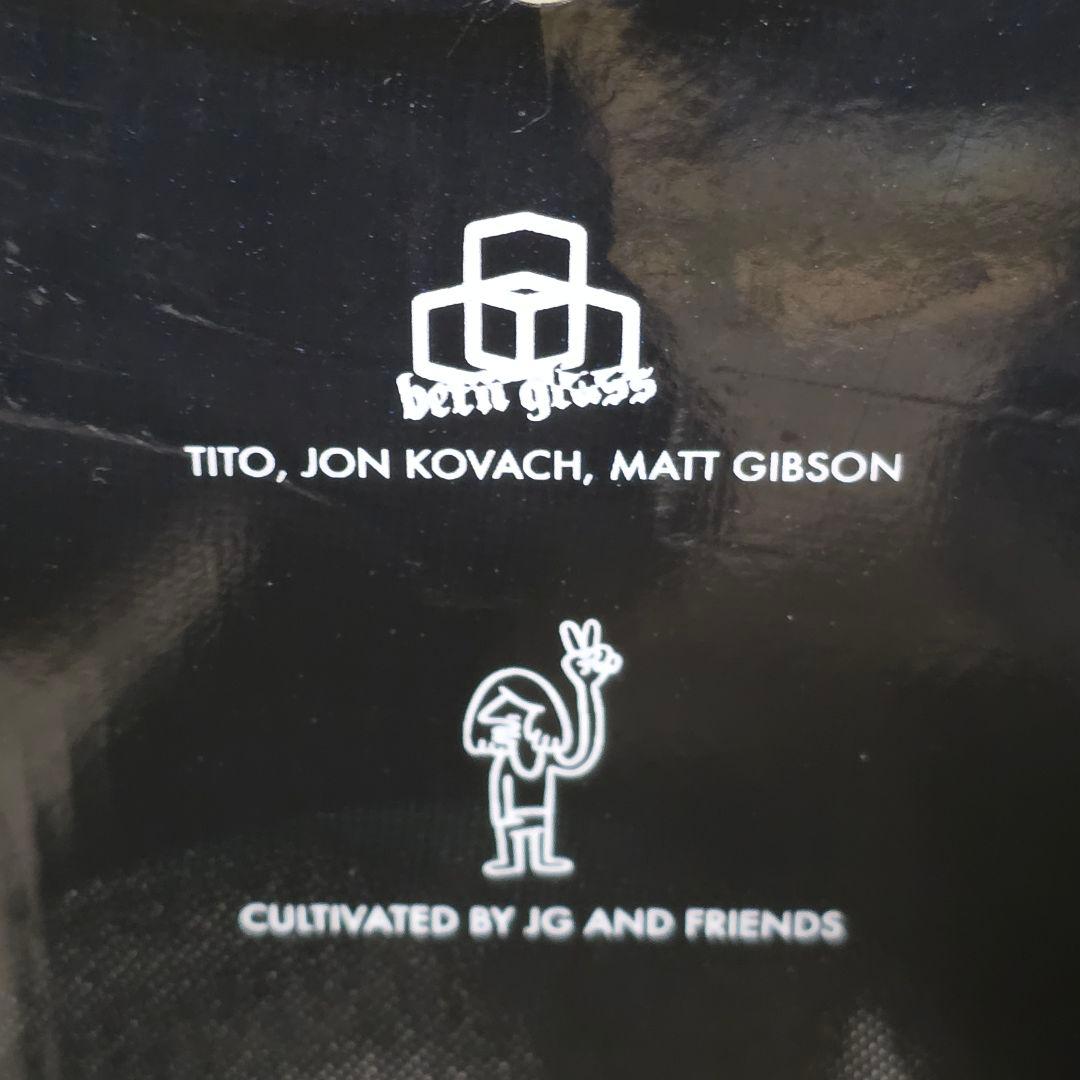 bern glass
TITO, JON KOVACH, MATT GIBSON
CULTIVATED BY JG AND FRIENDS